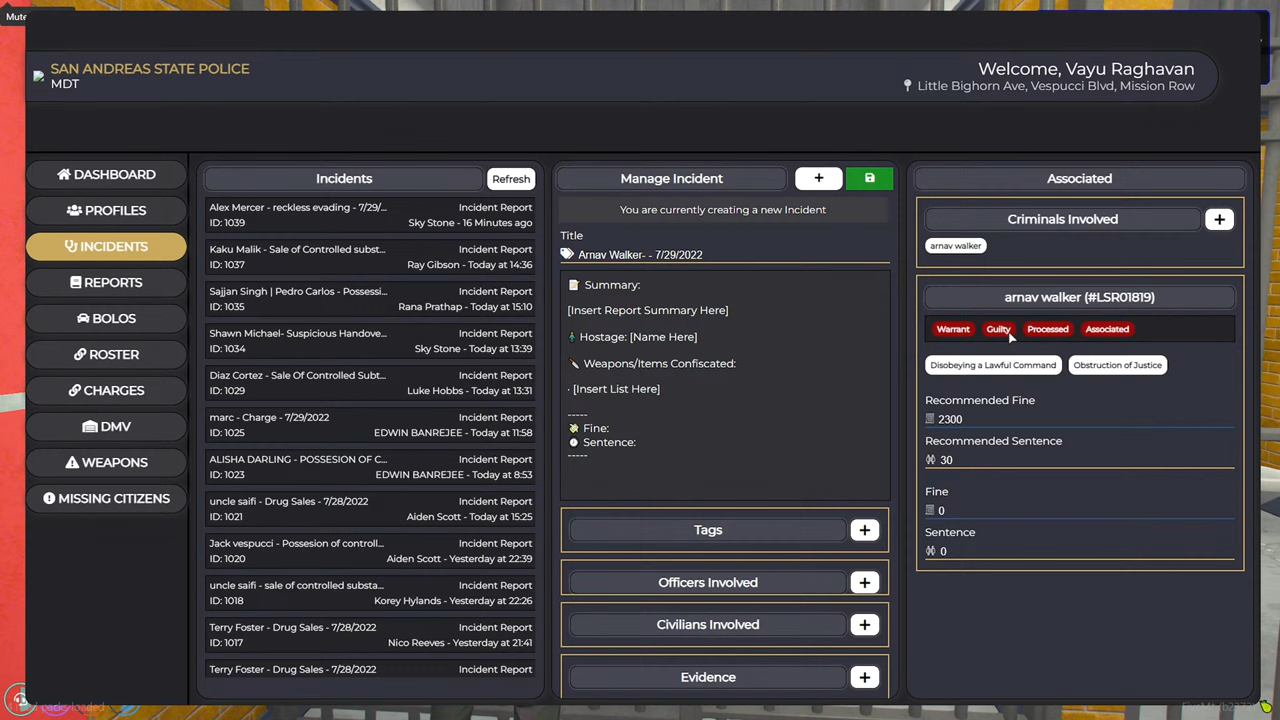 Mute
SAN ANDREAS STATE POLICE
MDT
Welcome, Vayu Raghavan
Little Bighorn Ave, Vespucci Blvd, Mission Row
DASHBOARD
PROFILES
INCIDENTS
REPORTS
BOLOS
ROSTER
CHARGES
DMV
WEAPONS
MISSING CITIZENS
Incidents
Refresh
Alex Mercer - reckless evading - 7/29/... Incident Report
ID: 1039 Sky Stone - 16 Minutes ago
Kaku Malik - Sale of Controlled subst... Incident Report
ID: 1037 Ray Gibson - Today at 14:36
Sajjan Singh | Pedro Carlos - Possessi... Incident Report
ID: 1035 Rana Prathap - Today at 14:10
Shawn Michael- Suspicious Handove... Incident Report
ID: 1034 Sky Stone - Today at 13:39
Diaz Cortez - Sale Of Controlled Subt... Incident Report
ID: 1029 Luke Hobbs - Today at 13:31
marc - Charge - 7/29/2022 Incident Report
ID: 1025 EDWIN BANREJEE - Today at 11:58
ALISHA DARLING - POSSESION OF C... Incident Report
ID: 1023 EDWIN BANREJEE - Today at 8:53
uncle saifi - Drug Sales - 7/28/2022 Incident Report
ID: 1021 Aiden Scott - Today at 15:25
Jack vespucci - Possesion of controll... Incident Report
ID: 1020 Aiden Scott - Yesterday at 22:39
uncle saifi - sale of controlled substa... Incident Report
ID: 1018 Korey Hylands - Yesterday at 22:26
Terry Foster - Drug Sales - 7/28/2022 Incident Report
ID: 1017 Nico Reeves - Yesterday at 21:41
Terry Foster - Drug Sales - 7/28/2022 Incident Report
Manage Incident
+
You are currently creating a new Incident
Title
Arnav Walker- - 7/29/2022
Summary:
[Insert Report Summary Here]
Hostage: [Name Here]
Weapons/Items Confiscated:
· [Insert List Here]
-----
Fine:
Sentence:
-----
Tags +
Officers Involved +
Civilians Involved +
Evidence +
Associated
Criminals Involved +
arnav walker
arnav walker (#LSR01819)
Warrant Guilty Processed Associated
Disobeying a Lawful Command Obstruction of Justice
Recommended Fine
2300
Recommended Sentence
30
Fine
0
Sentence
0